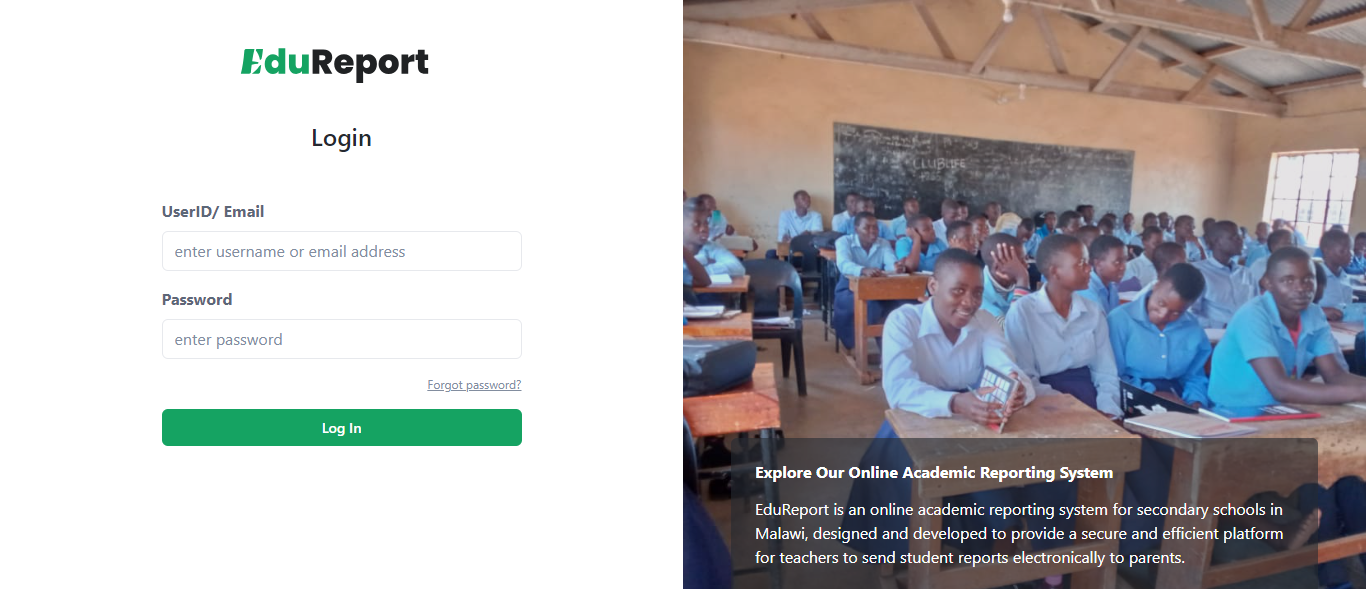 EduReport
Login
UserID/ Email
enter username or email address
Password
enter password
Forgot password?
Log In
CLUBLIFE
Explore Our Online Academic Reporting System
EduReport is an online academic reporting system for secondary schools in
Malawi, designed and developed to provide a secure and efficient platform
for teachers to send student reports electronically to parents.